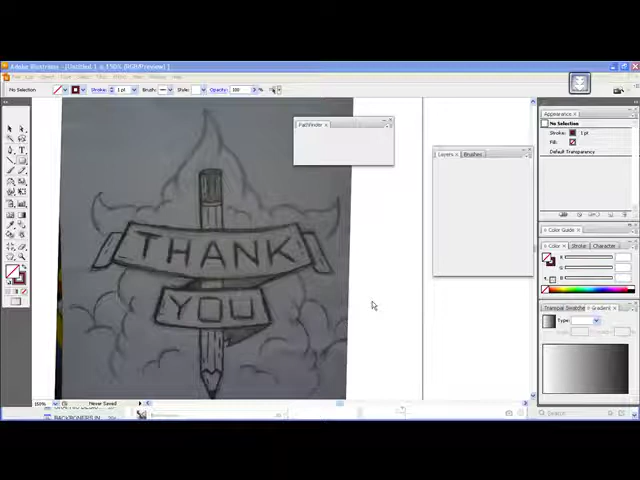 Adobe Illustrator - [Untitled-1 @ 150% (RGB/Preview)]
No Selection
Stroke:
1 pt
Brush:
Style:
Opacity:
100
%
Pathfinder
Layers
Brushes
THANK
YOU
Appearance
No Selection
Stroke:
1 pt
Fill:
Default Transparency
Color Guide
Color
Stroke
Character
R
G
B
Swatches
Gradient
Type:
150%
Never Saved
Search